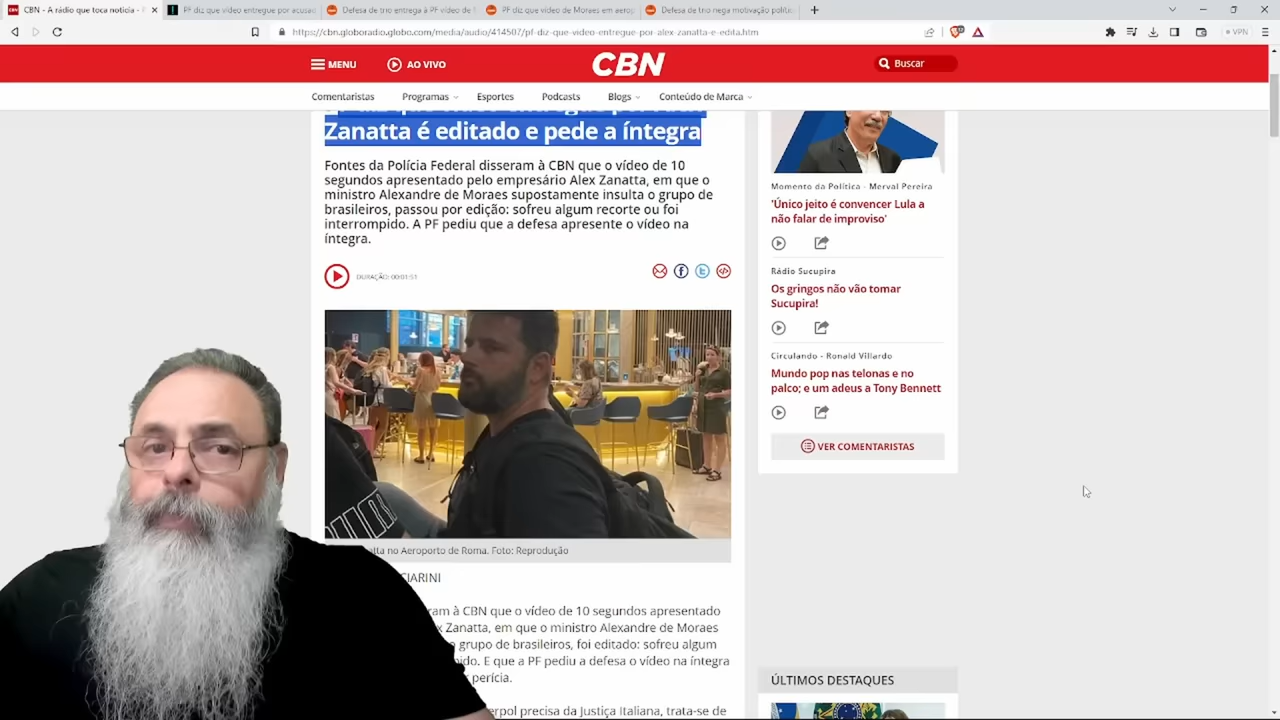 CBN - A rádio que toca notícia - F
PF diz que vídeo entregue por acusad
Defesa de trio entrega à PF vídeo de
PF diz que vídeo de Moraes em aerop
Defesa de trio nega motivação polític
https://cbn.globoradio.globo.com/media/audio/414507/pf-diz-que-video-entregue-por-alex-zanatta-e-edita.htm
VPN
MENU
AO VIVO
CBN
Buscar
Comentaristas
Programas
Esportes
Podcasts
Blogs
Conteúdo de Marca
Zanatta é editado e pede a íntegra
Fontes da Polícia Federal disseram à CBN que o vídeo de 10
segundos apresentado pelo empresário Alex Zanatta, em que o
ministro Alexandre de Moraes supostamente insulta o grupo de
brasileiros, passou por edição: sofreu algum recorte ou foi
interrompido. A PF pediu que a defesa apresente o vídeo na
íntegra.
DURAÇÃO: 00:01:51
atta no Aeroporto de Roma. Foto: Reprodução
CIARINI
ram à CBN que o vídeo de 10 segundos apresentado
x Zanatta, em que o ministro Alexandre de Moraes
o grupo de brasileiros, foi editado: sofreu algum
ido. E que a PF pediu a defesa o vídeo na íntegra
r perícia.
erpol precisa da Justiça Italiana, trata-se de
Momento da Política - Merval Pereira
'Único jeito é convencer Lula a
não falar de improviso'
Rádio Sucupira
Os gringos não vão tomar
Sucupira!
Circulando - Ronald Villardo
Mundo pop nas telonas e no
palco; e um adeus a Tony Bennett
VER COMENTARISTAS
ÚLTIMOS DESTAQUES